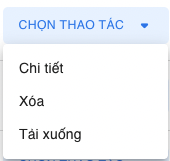 CHỌN THAO TÁC
Chi tiết
Xóa
Tải xuống